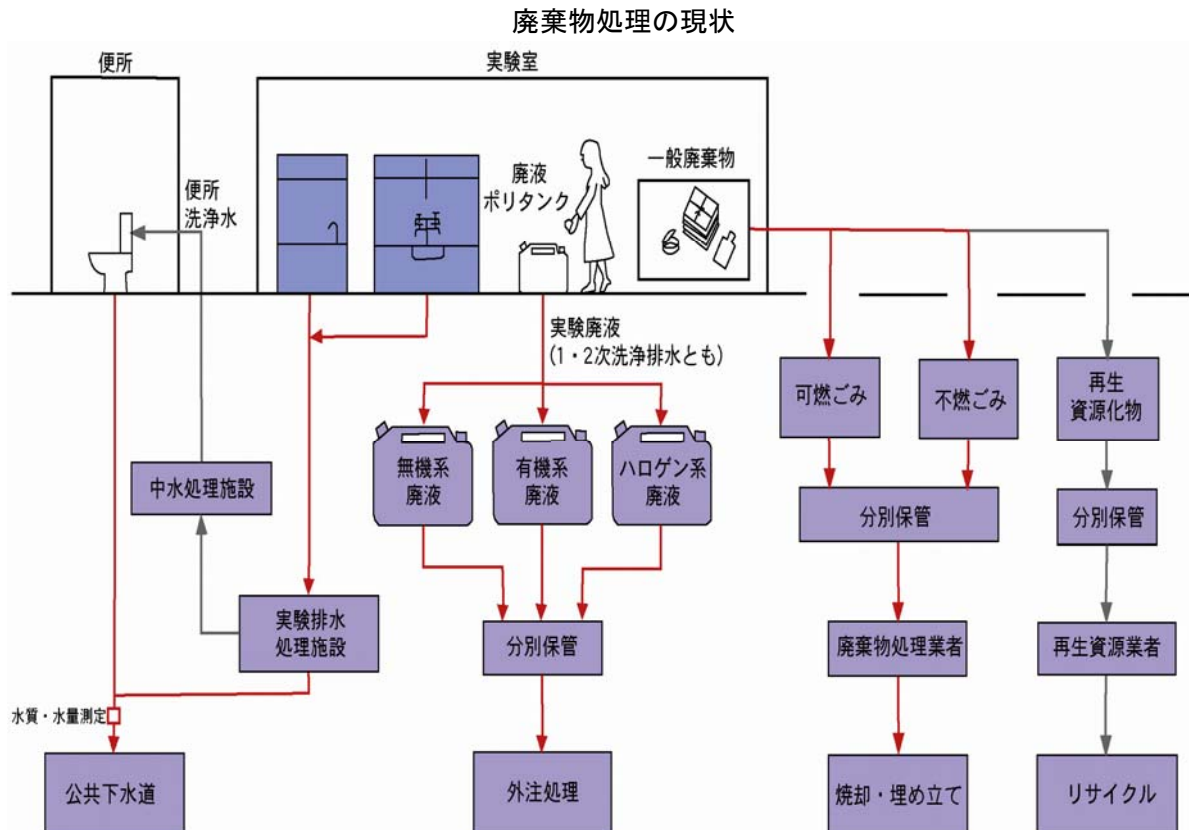 廃棄物処理の現状
便所
実験室
便所
洗浄水
廃液
ポリタンク
一般廃棄物
実験廃液
(1・2次洗浄排水とも)
可燃ごみ
不燃ごみ
再生
資源化物
無機系
廃液
有機系
廃液
ハロゲン系
廃液
中水処理施設
分別保管
分別保管
実験排水
処理施設
分別保管
廃棄物処理業者
再生資源業者
水質・水量測定
公共下水道
外注処理
焼却・埋め立て
リサイクル